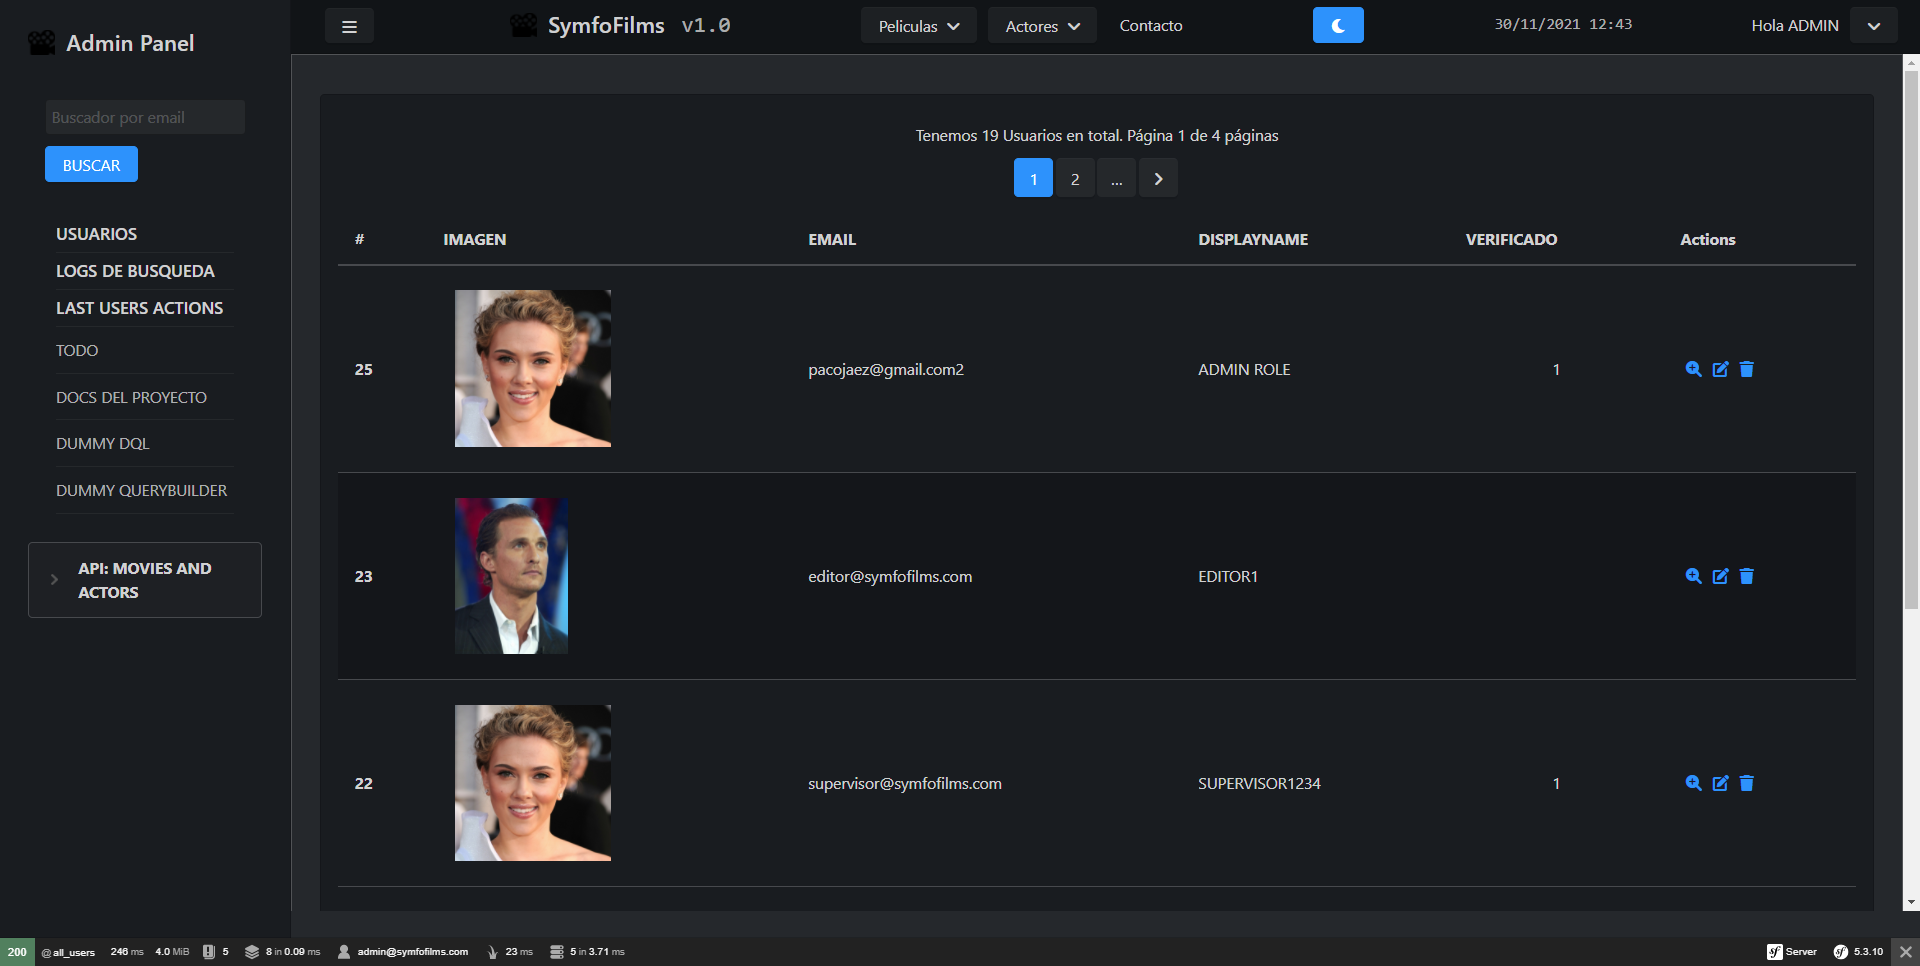 Admin Panel
SymfoFilms v1.0
Peliculas
Actores
Contacto
30/11/2021 12:43
Hola ADMIN
Buscador por email
BUSCAR
USUARIOS
LOGS DE BUSQUEDA
LAST USERS ACTIONS
TODO
DOCS DEL PROYECTO
DUMMY DQL
DUMMY QUERYBUILDER
API: MOVIES AND
ACTORS
Tenemos 19 Usuarios en total. Página 1 de 4 páginas
1 2 ...
# IMAGEN EMAIL DISPLAYNAME VERIFICADO Actions
25 pacojaez@gmail.com2 ADMIN ROLE 1
23 editor@symfofilms.com EDITOR1
22 supervisor@symfofilms.com SUPERVISOR1234 1
200 @all_users 246 ms 4.0 MiB 5 8 in 0.09 ms admin@symfofilms.com 23 ms 5 in 3.71 ms sf Server sf 5.3.10